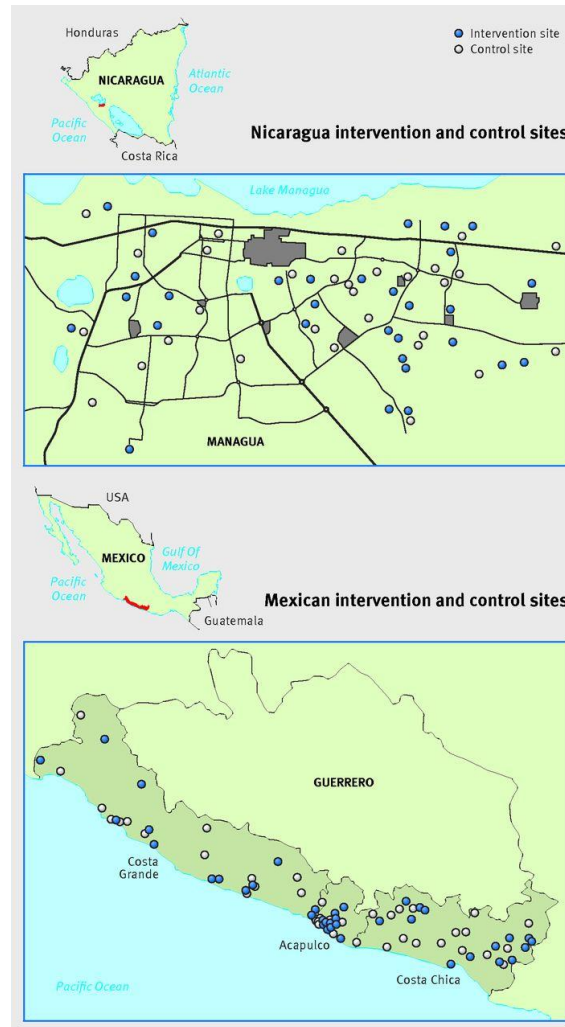 Honduras
Intervention site
Control site
NICARAGUA
Atlantic
Ocean
Pacific
Ocean
Costa Rica
Nicaragua intervention and control sites
Lake Managua
MANAGUA
USA
Gulf Of
Mexico
MEXICO
Pacific
Ocean
Guatemala
Mexican intervention and control sites
GUERRERO
Costa
Grande
Acapulco
Costa Chica
Pacific Ocean